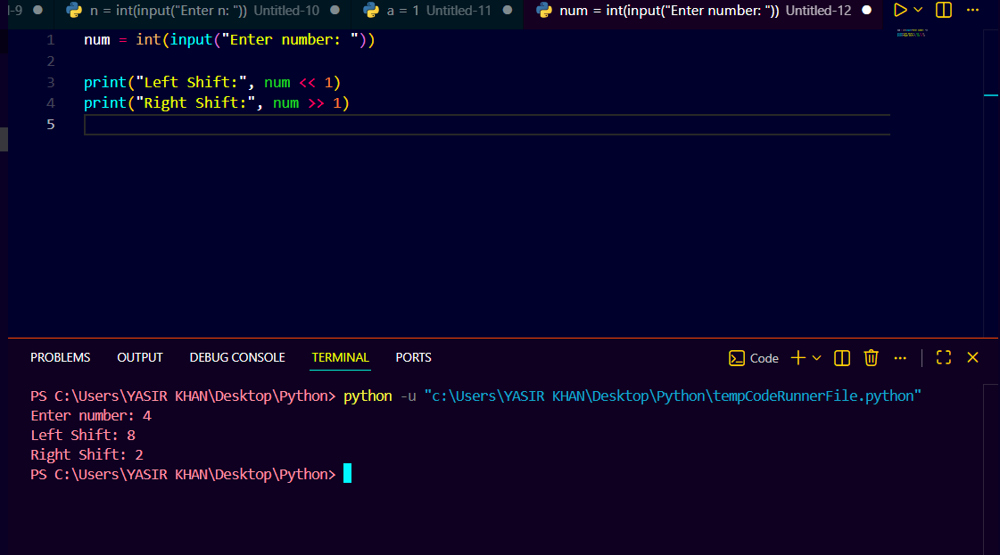 -9 ● n = int(input("Enter n: ")) Untitled-10 ● a = 1 Untitled-11 ● num = int(input("Enter number: ")) Untitled-12 ●
1 num = int(input("Enter number: "))
2
3 print("Left Shift:", num << 1)
4 print("Right Shift:", num >> 1)
5
PROBLEMS OUTPUT DEBUG CONSOLE TERMINAL PORTS Code
PS C:\Users\YASIR KHAN\Desktop\Python> python -u "c:\Users\YASIR KHAN\Desktop\Python\tempCodeRunnerFile.python"
Enter number: 4
Left Shift: 8
Right Shift: 2
PS C:\Users\YASIR KHAN\Desktop\Python>